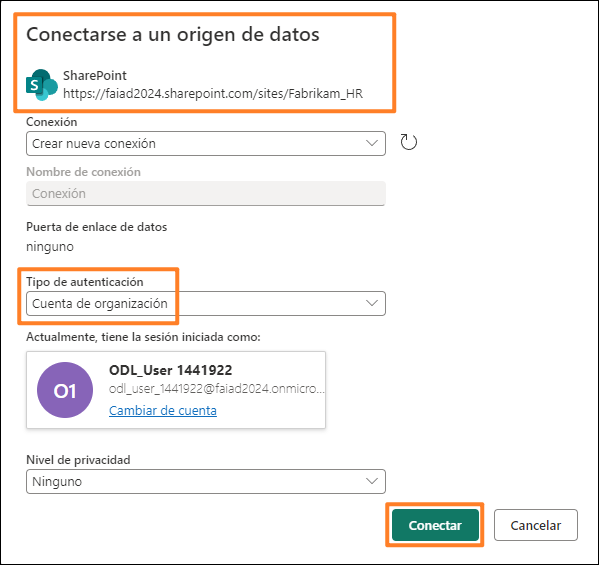 Conectarse a un origen de datos
SharePoint
https://faiad2024.sharepoint.com/sites/Fabrikam_HR
Conexión
Crear nueva conexión
Nombre de conexión
Conexión
Puerta de enlace de datos
ninguno
Tipo de autenticación
Cuenta de organización
Actualmente, tiene la sesión iniciada como:
O1
ODL_User 1441922
odl_user_1441922@faiad2024.onmicro...
Cambiar de cuenta
Nivel de privacidad
Ninguno
Conectar
Cancelar